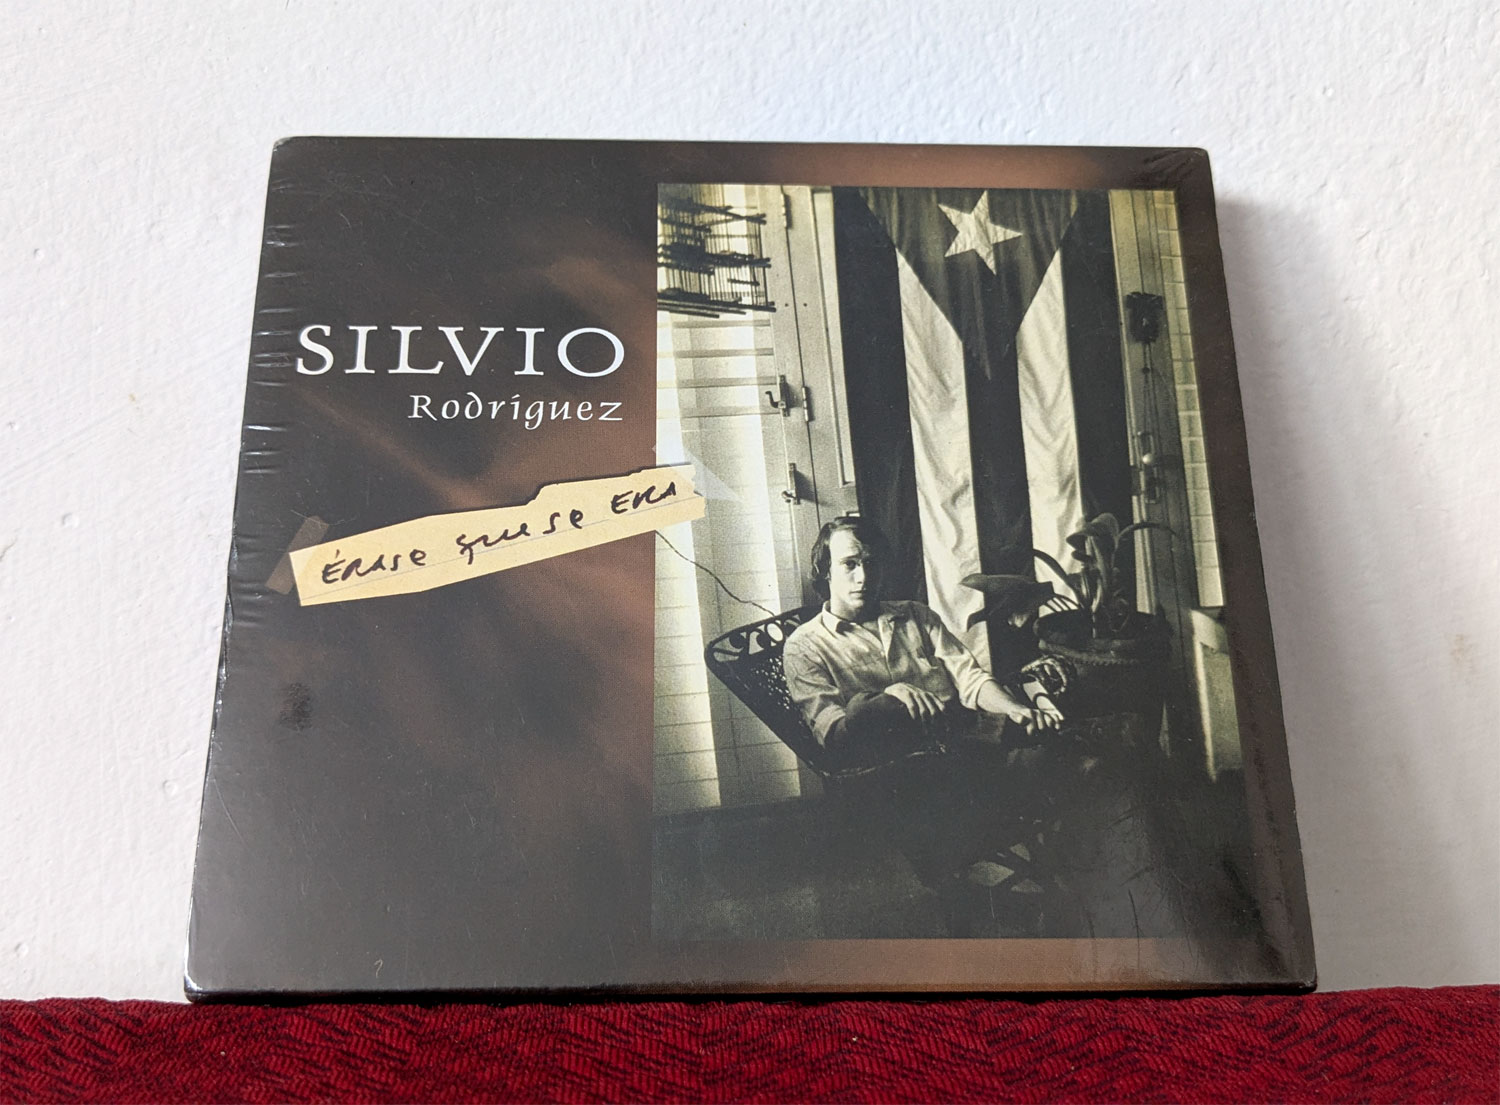 SILVIO
Rodríguez
ÉRASE que se ERA